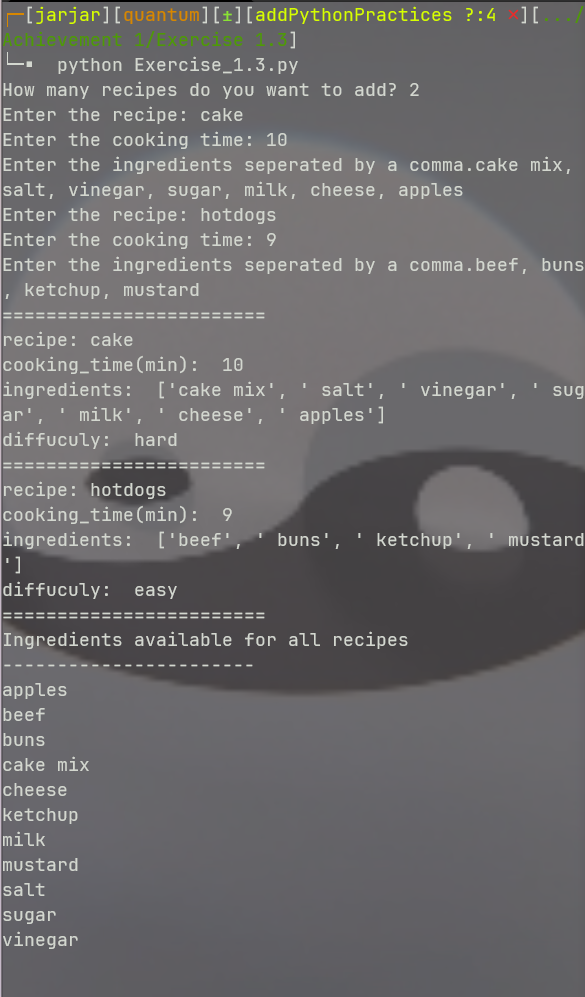 ┌─[jarjar][quantum][±][addPythonPractices ?:4 ✖][.../
Achievement 1/Exercise 1.3]
└─▪  python Exercise_1.3.py
How many recipes do you want to add? 2
Enter the recipe: cake
Enter the cooking time: 10
Enter the ingredients seperated by a comma.cake mix,
salt, vinegar, sugar, milk, cheese, apples
Enter the recipe: hotdogs
Enter the cooking time: 9
Enter the ingredients seperated by a comma.beef, buns
, ketchup, mustard
========================
recipe: cake
cooking_time(min):  10
ingredients:  ['cake mix', ' salt', ' vinegar', ' sug
ar', ' milk', ' cheese', ' apples']
diffuculy:  hard
========================
recipe: hotdogs
cooking_time(min):  9
ingredients:  ['beef', ' buns', ' ketchup', ' mustard
']
diffuculy:  easy
========================
Ingredients available for all recipes
-----------------------
apples
beef
buns
cake mix
cheese
ketchup
milk
mustard
salt
sugar
vinegar